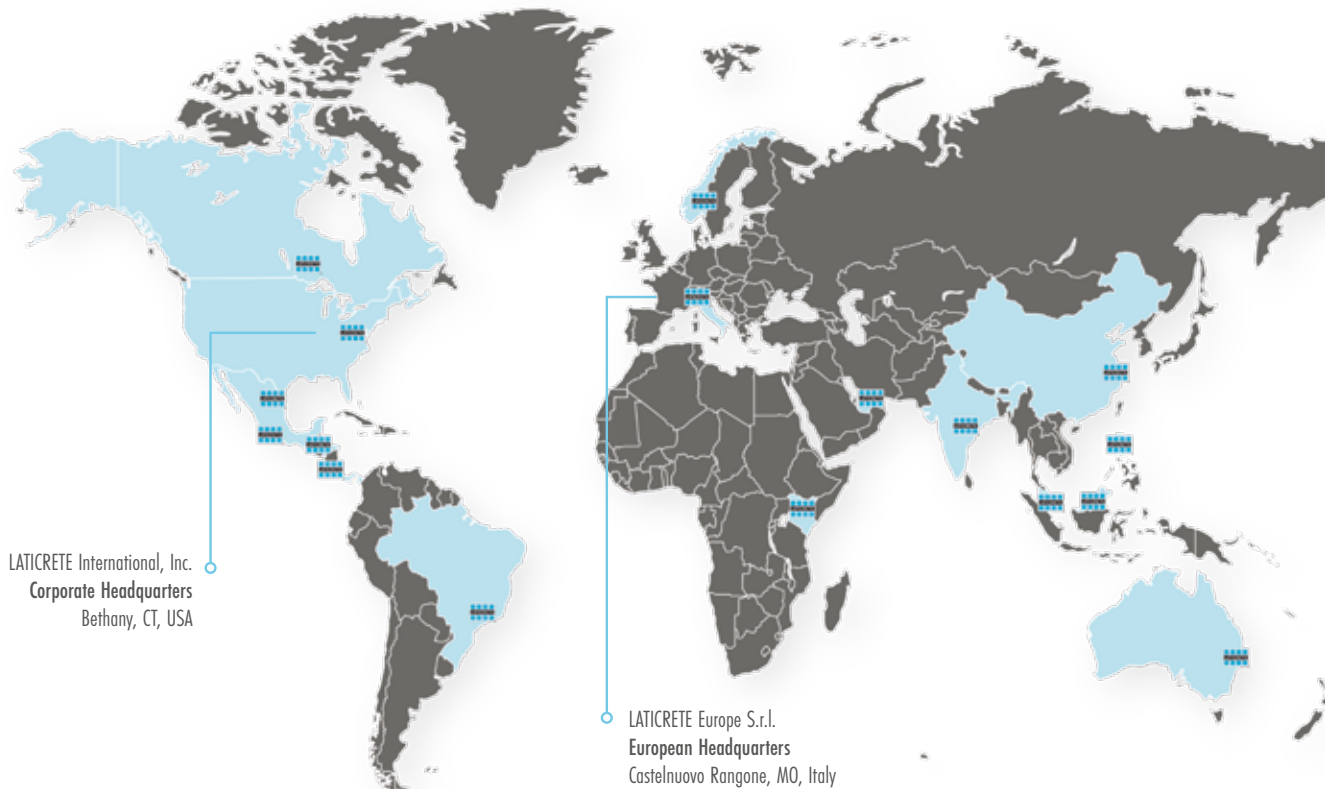 LATICRETE International, Inc.
Corporate Headquarters
Bethany, CT, USA
LATICRETE Europe S.r.l.
European Headquarters
Castelnuovo Rangone, MO, Italy